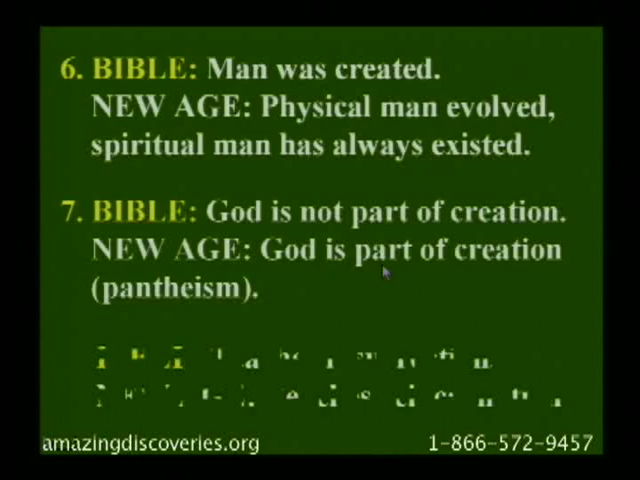 6. BIBLE: Man was created.
NEW AGE: Physical man evolved,
spiritual man has always existed.
7. BIBLE: God is not part of creation.
NEW AGE: God is part of creation
(pantheism).
amazingdiscoveries.org 1-866-572-9457